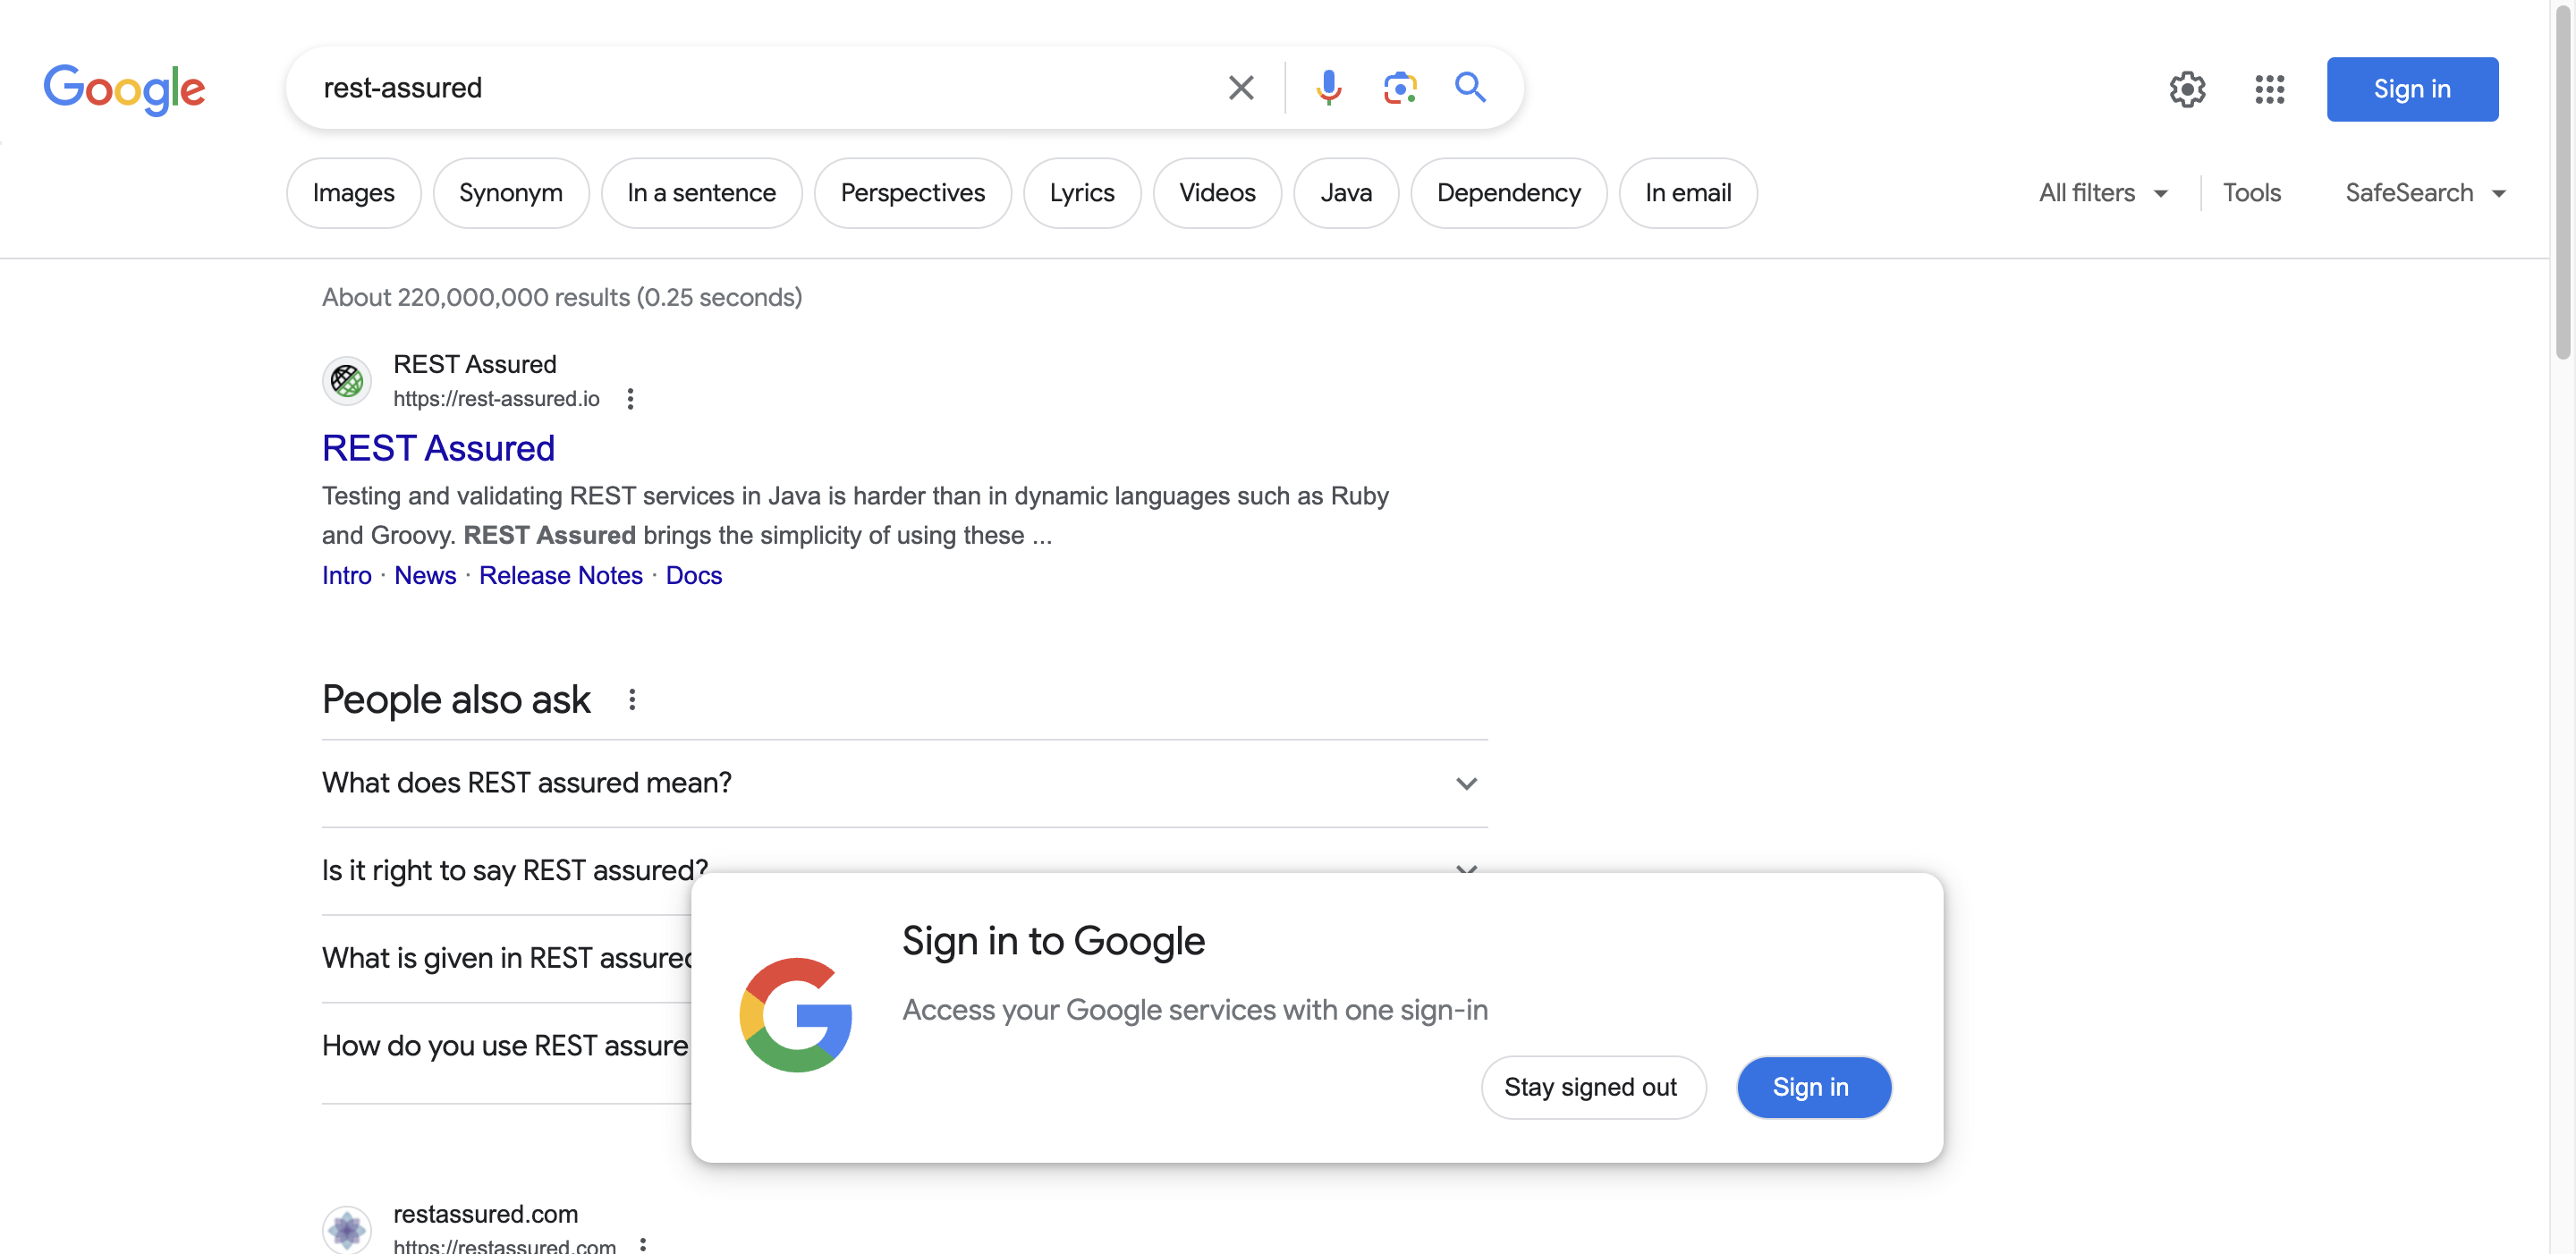 Google
rest-assured
Sign in
Images
Synonym
In a sentence
Perspectives
Lyrics
Videos
Java
Dependency
In email
All filters
Tools
SafeSearch
About 220,000,000 results (0.25 seconds)
REST Assured
https://rest-assured.io
REST Assured
Testing and validating REST services in Java is harder than in dynamic languages such as Ruby
and Groovy. REST Assured brings the simplicity of using these ...
Intro · News · Release Notes · Docs
People also ask
What does REST assured mean?
Is it right to say REST assured?
What is given in REST assured
How do you use REST assure
Sign in to Google
Access your Google services with one sign-in
Stay signed out
Sign in
restassured.com
https://restassured.com